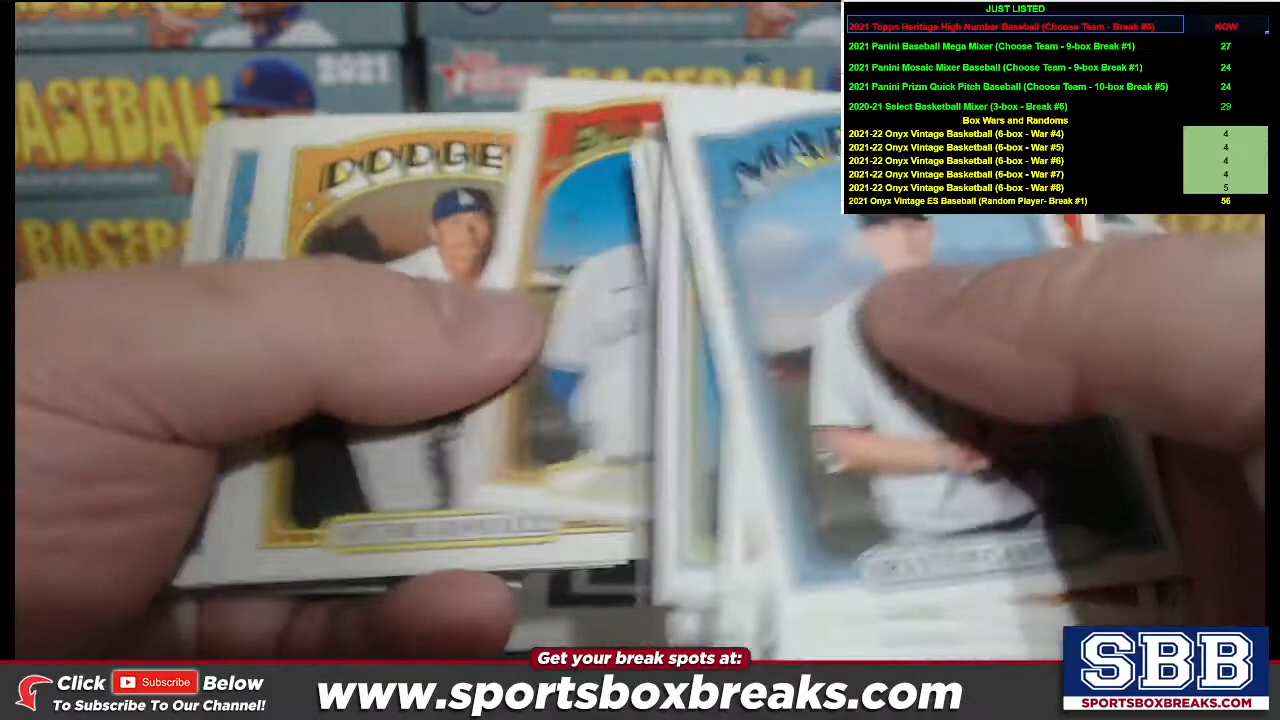 JUST LISTED
2021 Topps Heritage High Number Baseball (Choose Team - Break #6) NOW
2021 Panini Baseball Mega Mixer (Choose Team - 9-box Break #1) 27
2021 Panini Mosaic Mixer Baseball (Choose Team - 9-box Break #1) 24
2021 Panini Prizm Quick Pitch Baseball (Choose Team - 10-box Break #5) 24
2020-21 Select Basketball Mixer (3-box - Break #6) 29
Box Wars and Randoms
2021-22 Onyx Vintage Basketball (6-box - War #4) 4
2021-22 Onyx Vintage Basketball (6-box - War #5) 4
2021-22 Onyx Vintage Basketball (6-box - War #6) 4
2021-22 Onyx Vintage Basketball (6-box - War #7) 4
2021-22 Onyx Vintage Basketball (6-box - War #8) 5
2021 Onyx Vintage ES Baseball (Random Player- Break #1) 56
BASEBALL
BASEBALL
BASEBALL
DODGE
Get your break spots at:
Click Subscribe Below
To Subscribe To Our Channel!
www.sportsboxbreaks.com
SBB
SPORTSBOXBREAKS.COM